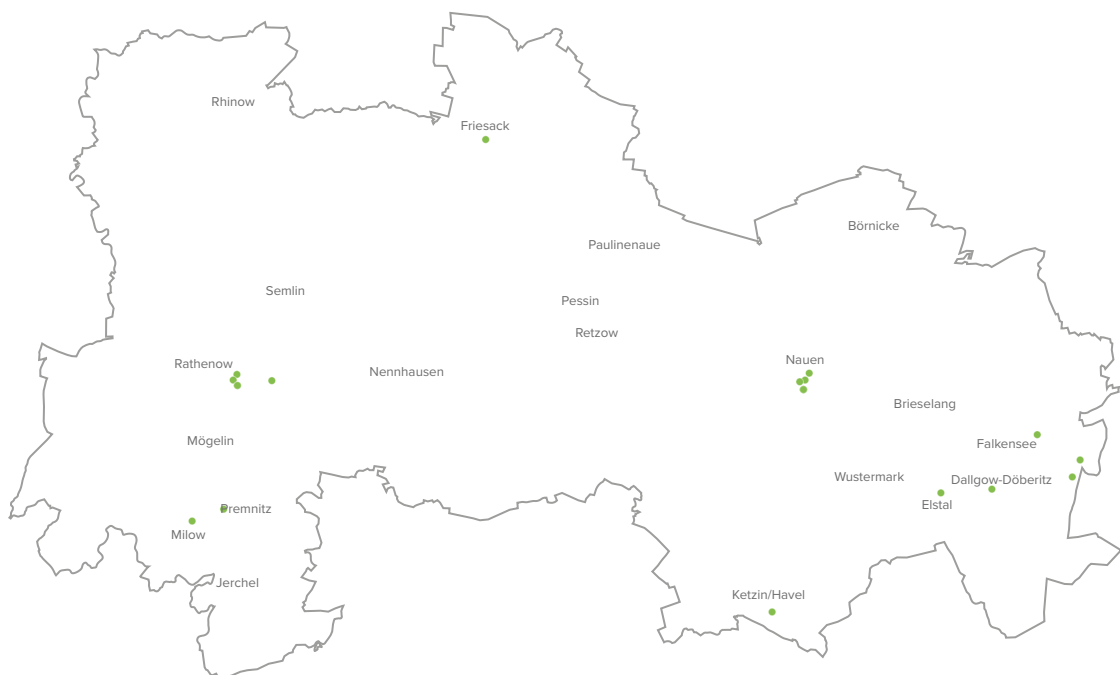 Rhinow
Friesack
Börnicke
Paulinenaue
Semlin
Pessin
Retzow
Nauen
Rathenow
Nennhausen
Brieselang
Mögelin
Falkensee
Wustermark
Dallgow-Döberitz
Elstal
Premnitz
Milow
Jerchel
Ketzin/Havel